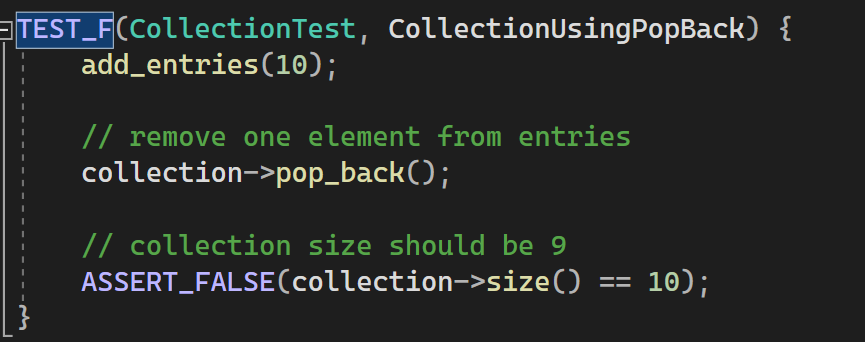 TEST_F(CollectionTest, CollectionUsingPopBack) {
add_entries(10);
// remove one element from entries
collection->pop_back();
// collection size should be 9
ASSERT_FALSE(collection->size() == 10);
}